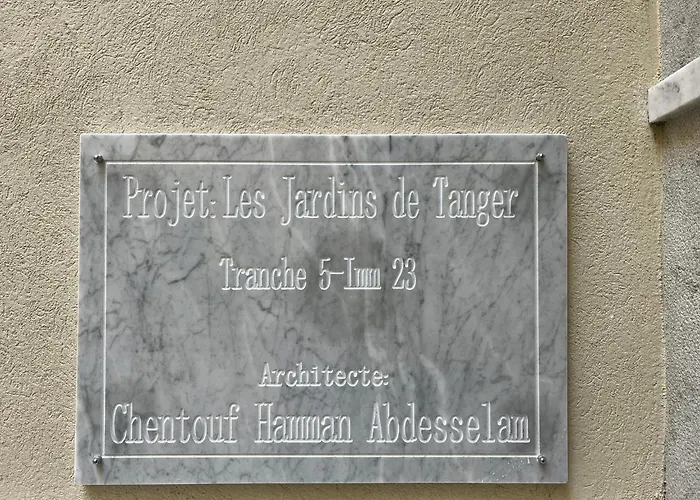 Projet: Les Jardins de Tanger
Tranche 5-Imm 23
Architecte:
Chentouf Hamman Abdesselam